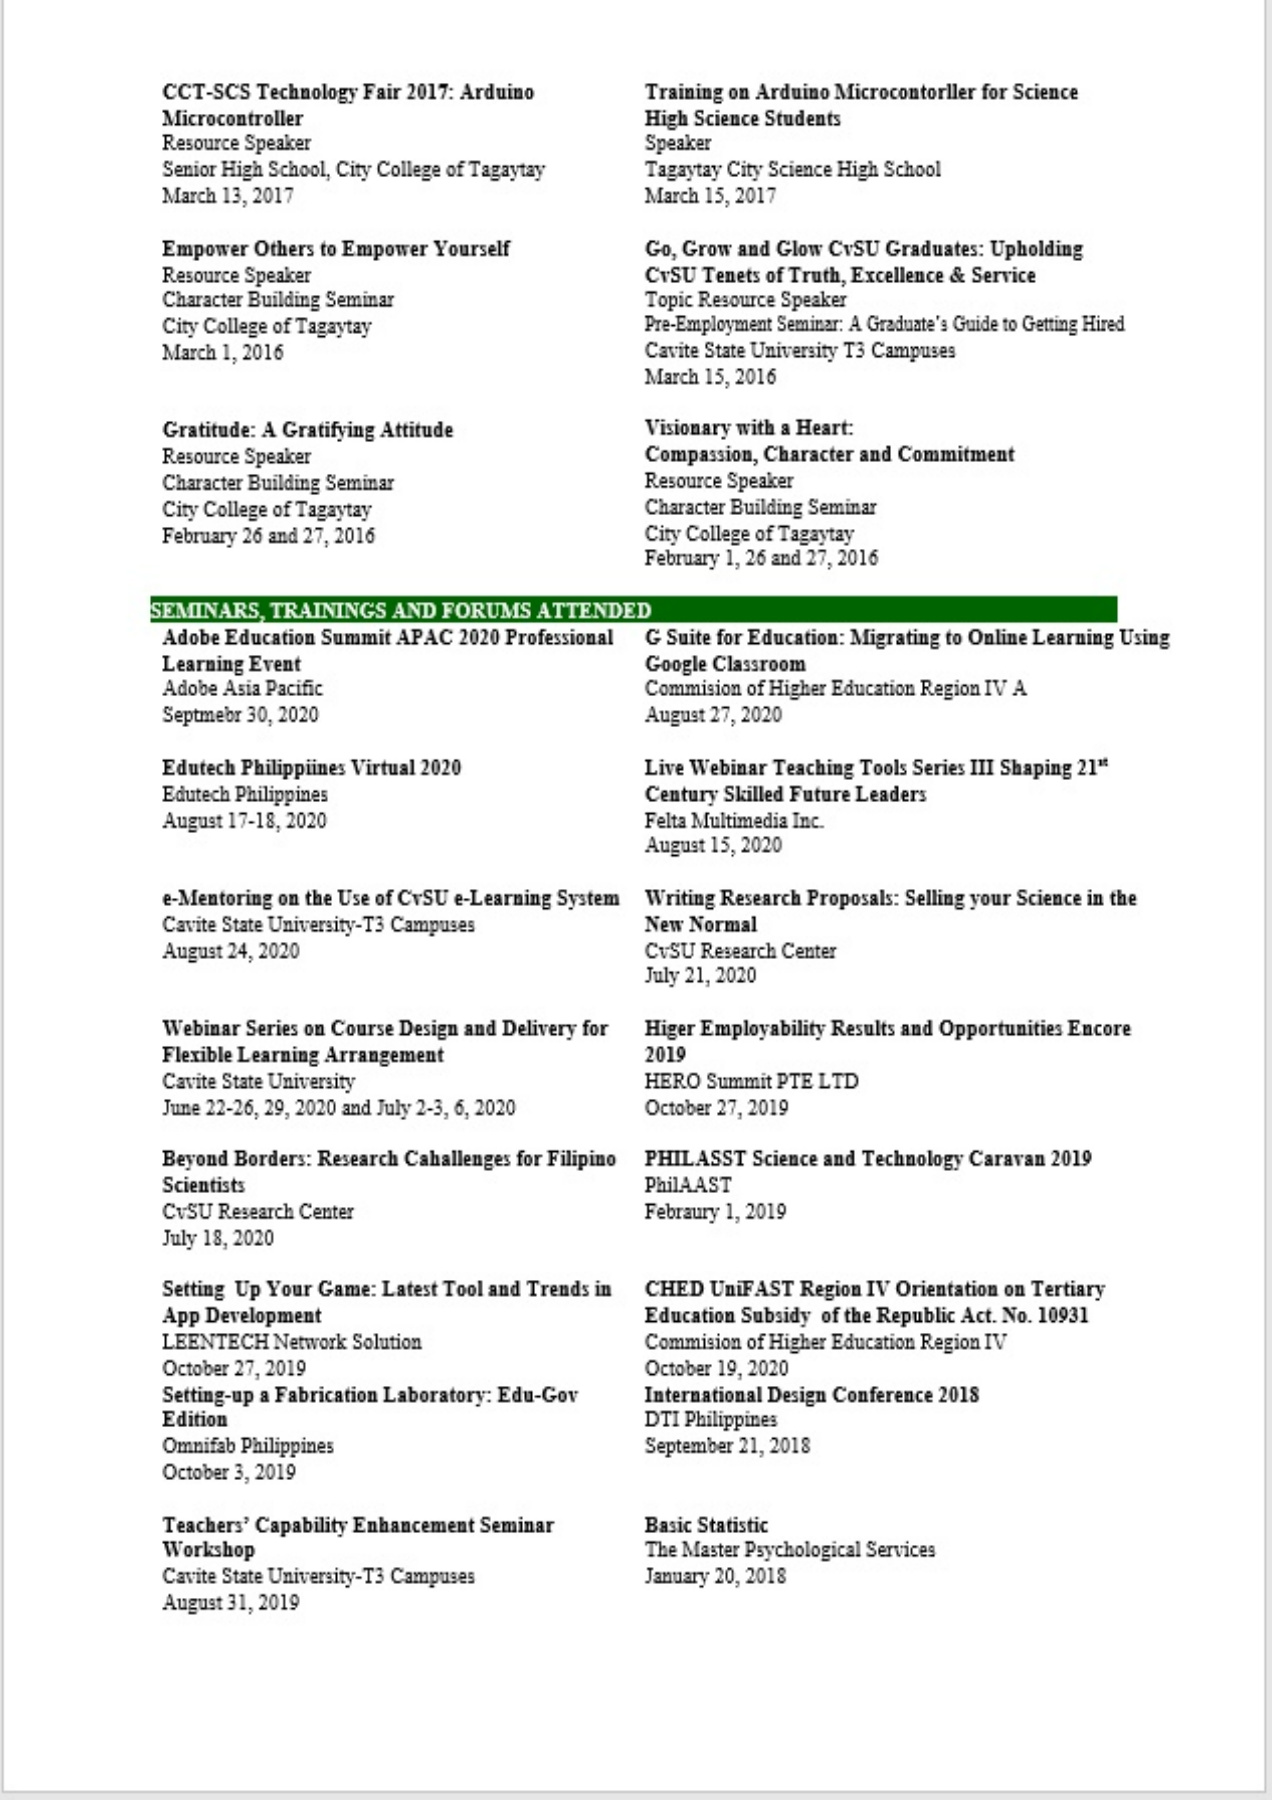 CCT-SCS Technology Fair 2017: Arduino
Microcontroller
Resource Speaker
Senior High School, City College of Tagaytay
March 13, 2017
Training on Arduino Microcontorller for Science
High Science Students
Speaker
Tagaytay City Science High School
March 15, 2017
Empower Others to Empower Yourself
Resource Speaker
Character Building Seminar
City College of Tagaytay
March 1, 2016
Go, Grow and Glow CvSU Graduates: Upholding
CvSU Tenets of Truth, Excellence & Service
Topic Resource Speaker
Pre-Employment Seminar: A Graduate's Guide to Getting Hired
Cavite State University T3 Campuses
March 15, 2016
Gratitude: A Gratifying Attitude
Resource Speaker
Character Building Seminar
City College of Tagaytay
February 26 and 27, 2016
Visionary with a Heart:
Compassion, Character and Commitment
Resource Speaker
Character Building Seminar
City College of Tagaytay
February 1, 26 and 27, 2016
SEMINARS, TRAININGS AND FORUMS ATTENDED
Adobe Education Summit APAC 2020 Professional
Learning Event
Adobe Asia Pacific
Septmebr 30, 2020
G Suite for Education: Migrating to Online Learning Using
Google Classroom
Commision of Higher Education Region IV A
August 27, 2020
Edutech Philippiines Virtual 2020
Edutech Philippines
August 17-18, 2020
Live Webinar Teaching Tools Series III Shaping 21st
Century Skilled Future Leaders
Felta Multimedia Inc.
August 15, 2020
e-Mentoring on the Use of CvSU e-Learning System
Cavite State University-T3 Campuses
August 24, 2020
Writing Research Proposals: Selling your Science in the
New Normal
CvSU Research Center
July 21, 2020
Webinar Series on Course Design and Delivery for
Flexible Learning Arrangement
Cavite State University
June 22-26, 29, 2020 and July 2-3, 6, 2020
Higer Employability Results and Opportunities Encore
2019
HERO Summit PTE LTD
October 27, 2019
Beyond Borders: Research Cahallenges for Filipino
Scientists
CvSU Research Center
July 18, 2020
PHILASST Science and Technology Caravan 2019
PhilAAST
Febraury 1, 2019
Setting  Up Your Game: Latest Tool and Trends in
App Development
LEENTECH Network Solution
October 27, 2019
CHED UniFAST Region IV Orientation on Tertiary
Education Subsidy  of the Republic Act. No. 10931
Commision of Higher Education Region IV
October 19, 2020
Setting-up a Fabrication Laboratory: Edu-Gov
Edition
Omnifab Philippines
October 3, 2019
International Design Conference 2018
DTI Philippines
September 21, 2018
Teachers' Capability Enhancement Seminar
Workshop
Cavite State University-T3 Campuses
August 31, 2019
Basic Statistic
The Master Psychological Services
January 20, 2018